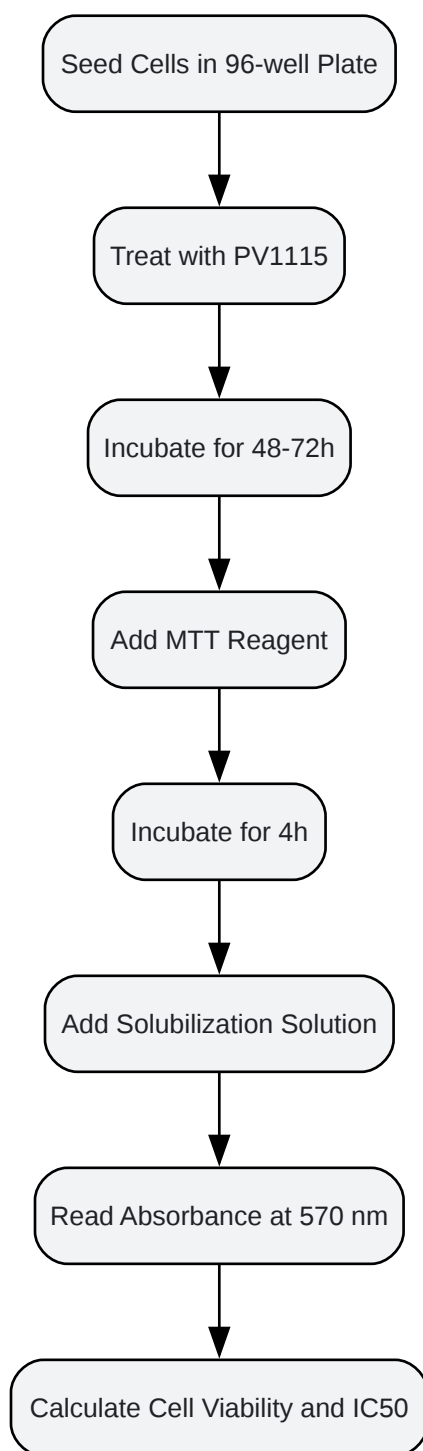 Seed Cells in 96-well Plate
Treat with PV1115
Incubate for 48-72h
Add MTT Reagent
Incubate for 4h
Add Solubilization Solution
Read Absorbance at 570 nm
Calculate Cell Viability and IC50